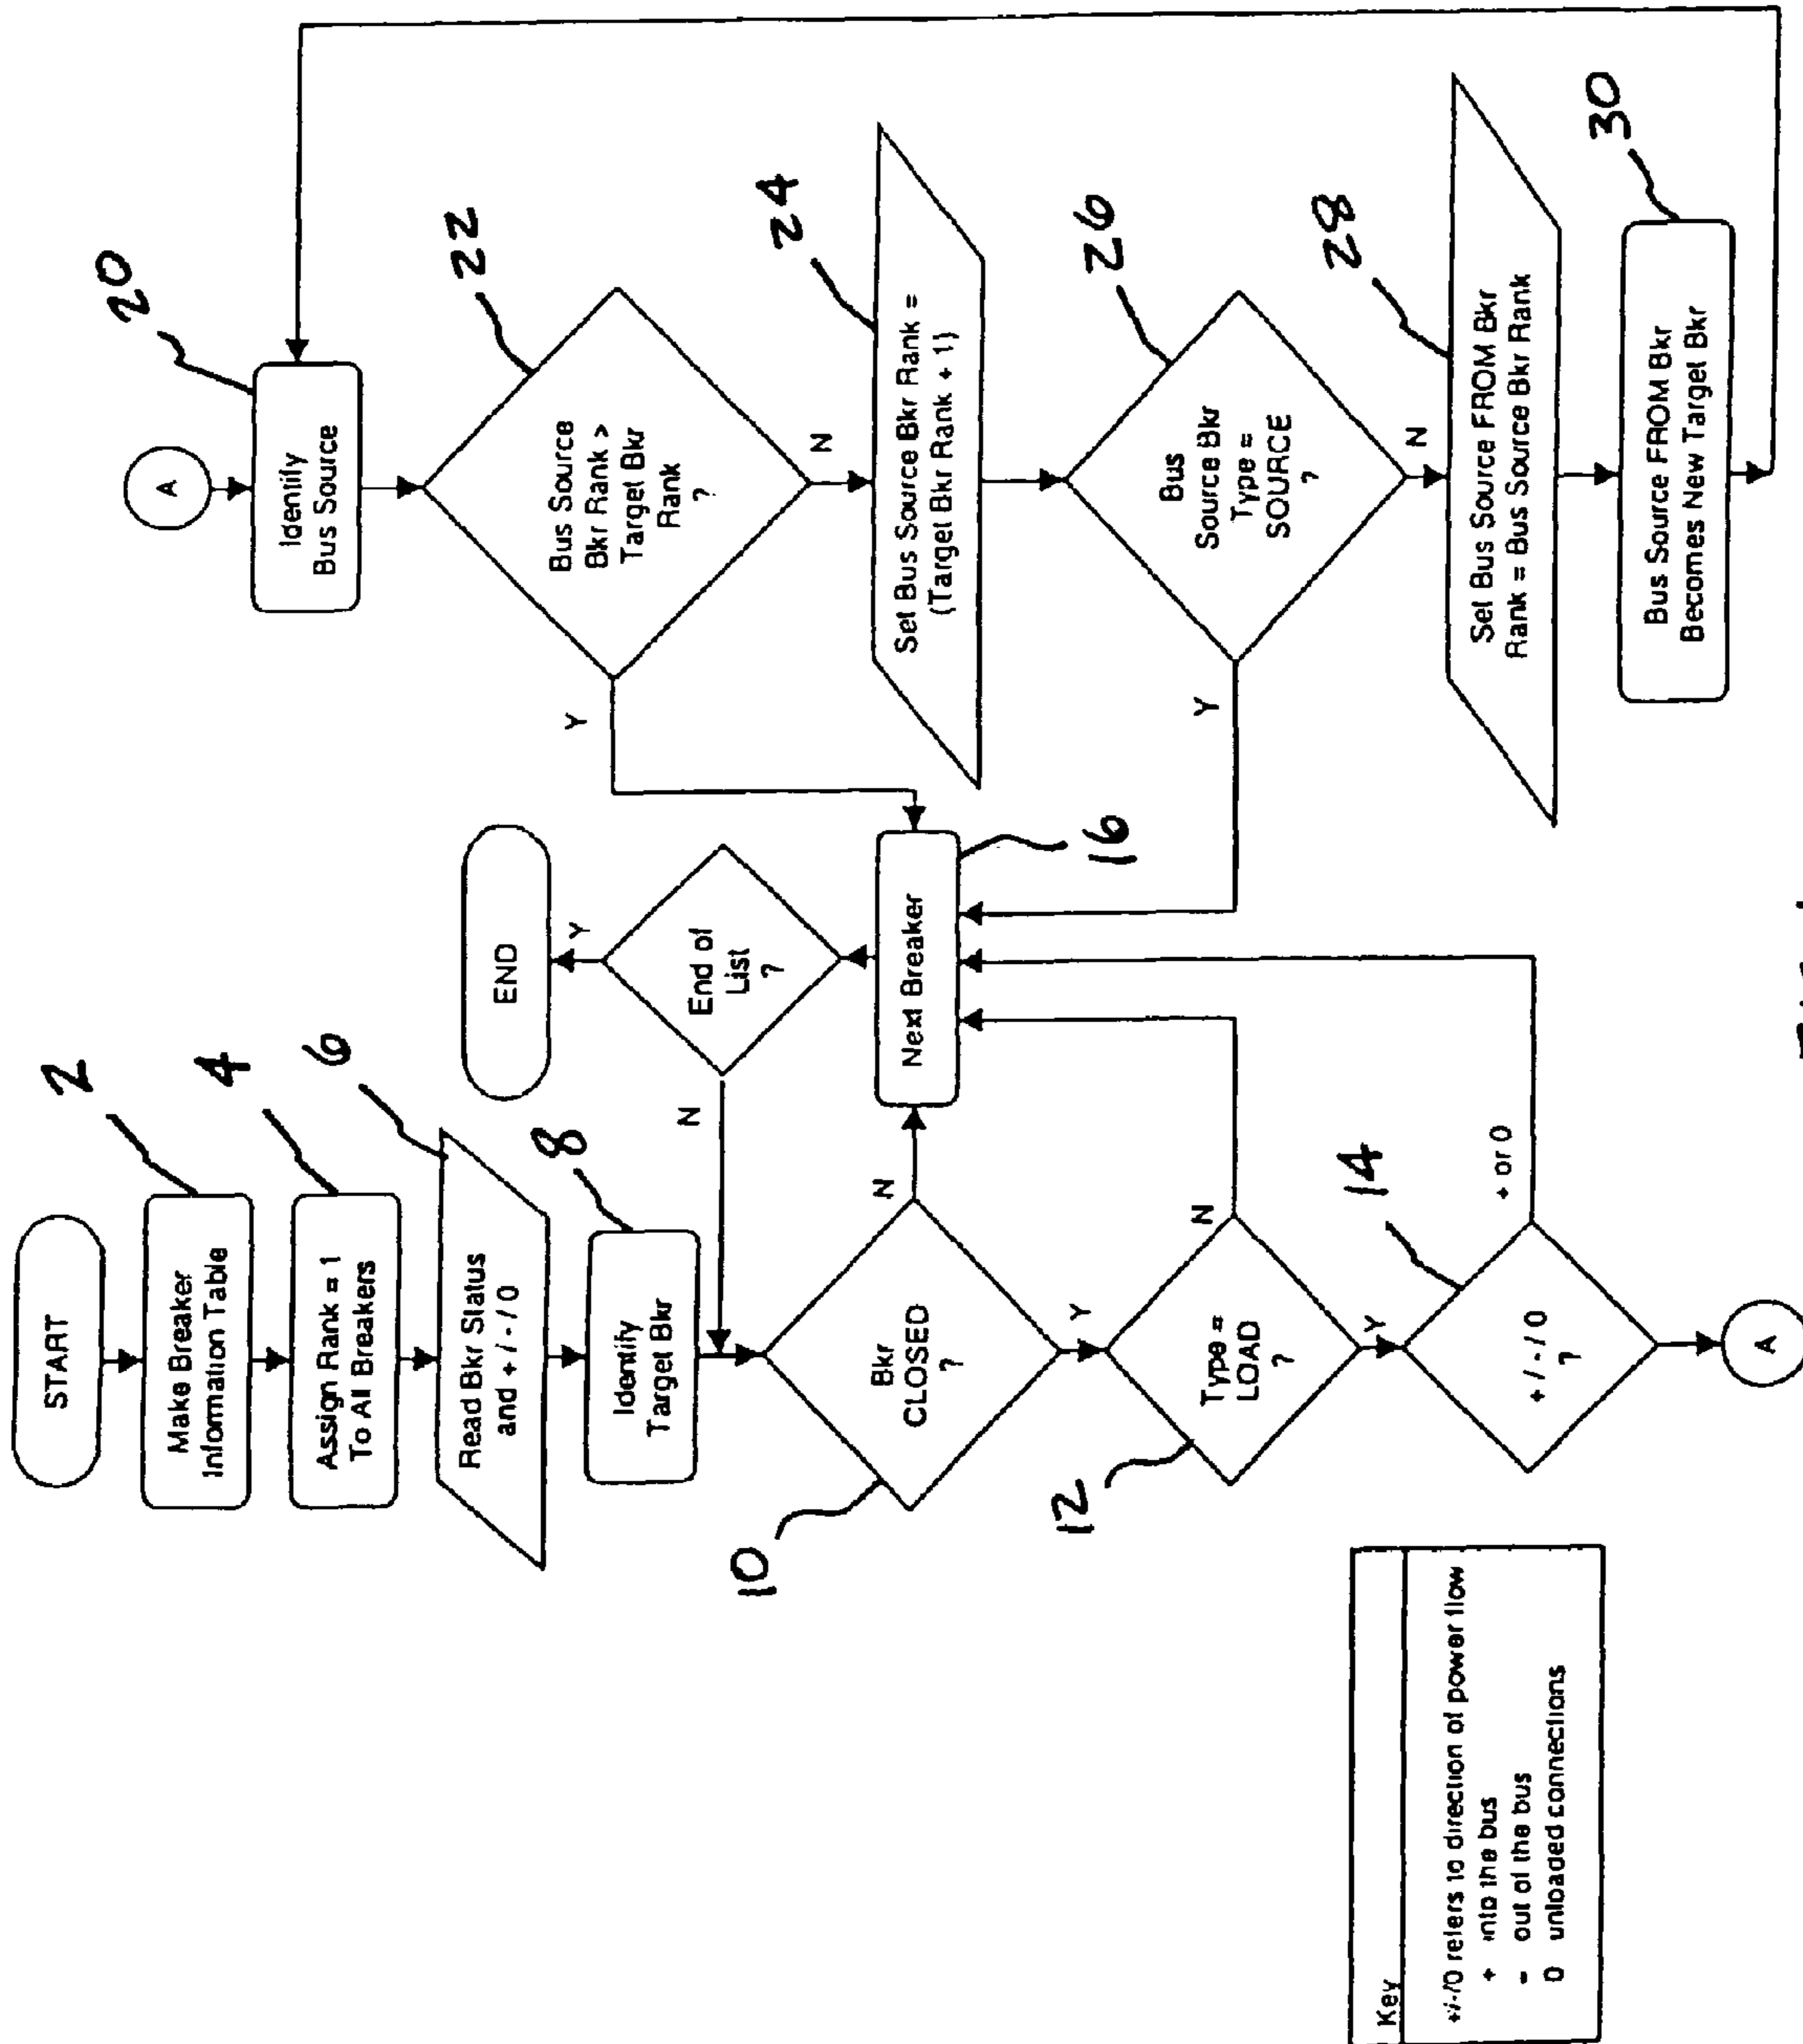 START
2
Make Breaker
Information Table
4
Assign Rank = 1
To All Breakers
6
Read Bkr Status
and + / - / 0
8
Identify
Target Bkr
10
Bkr
CLOSED
?
N
Y
12
Type =
LOAD
?
N
Y
14
+ / - / 0
?
+ or 0
A
END
Y
End of
List
?
N
Next Breaker
16
A
20
Identify
Bus Source
22
Bus Source
Bkr Rank >
Target Bkr
Rank
?
Y
N
24
Set Bus Source Bkr Rank =
(Target Bkr Rank + 1)
26
Bus
Source Bkr
Type =
SOURCE
?
Y
N
28
Set Bus Source FROM Bkr
Rank = Bus Source Bkr Rank
30
Bus Source FROM Bkr
Becomes New Target Bkr
Key
+/-/0 refers to direction of power flow
+ into the bus
- out of the bus
0 unloaded connections